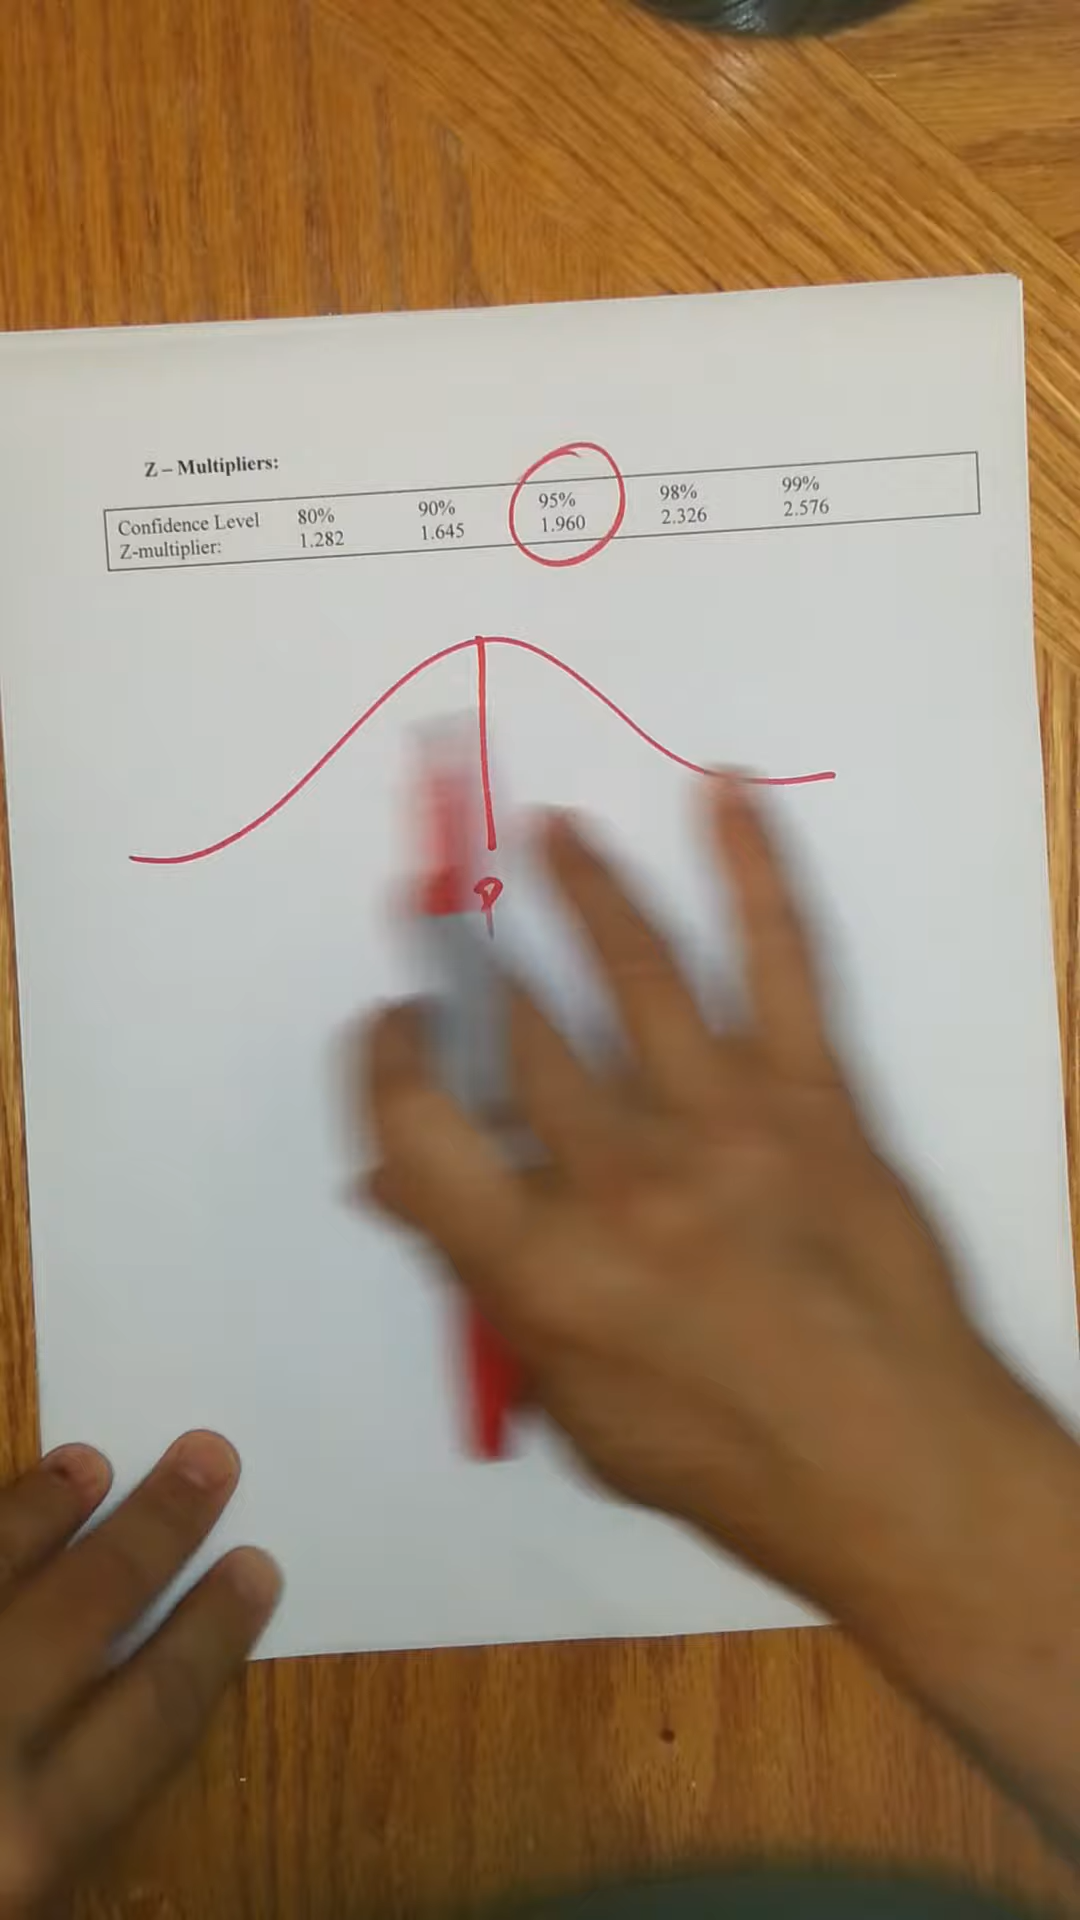 Z – Multipliers:
Confidence Level 80% 90% 95% 98% 99%
Z-multiplier: 1.282 1.645 1.960 2.326 2.576
P